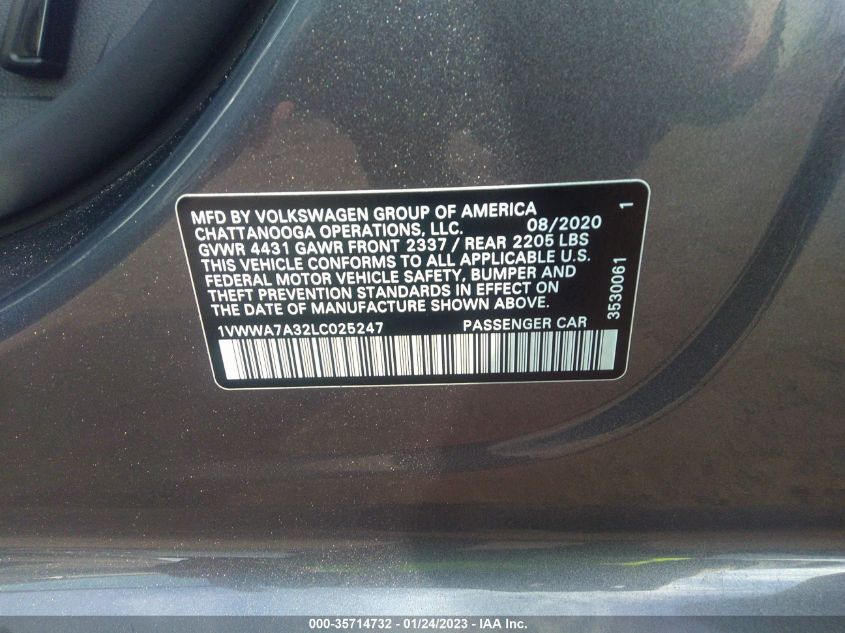 MFD BY VOLKSWAGEN GROUP OF AMERICA
CHATTANOOGA OPERATIONS, LLC. 08/2020
GVWR 4431 GAWR FRONT 2337 / REAR 2205 LBS
THIS VEHICLE CONFORMS TO ALL APPLICABLE U.S.
FEDERAL MOTOR VEHICLE SAFETY, BUMPER AND
THEFT PREVENTION STANDARDS IN EFFECT ON
THE DATE OF MANUFACTURE SHOWN ABOVE.
1VWWA7A32LC025247 PASSENGER CAR
3530061 1
000-35714732 - 01/24/2023 - IAA Inc.